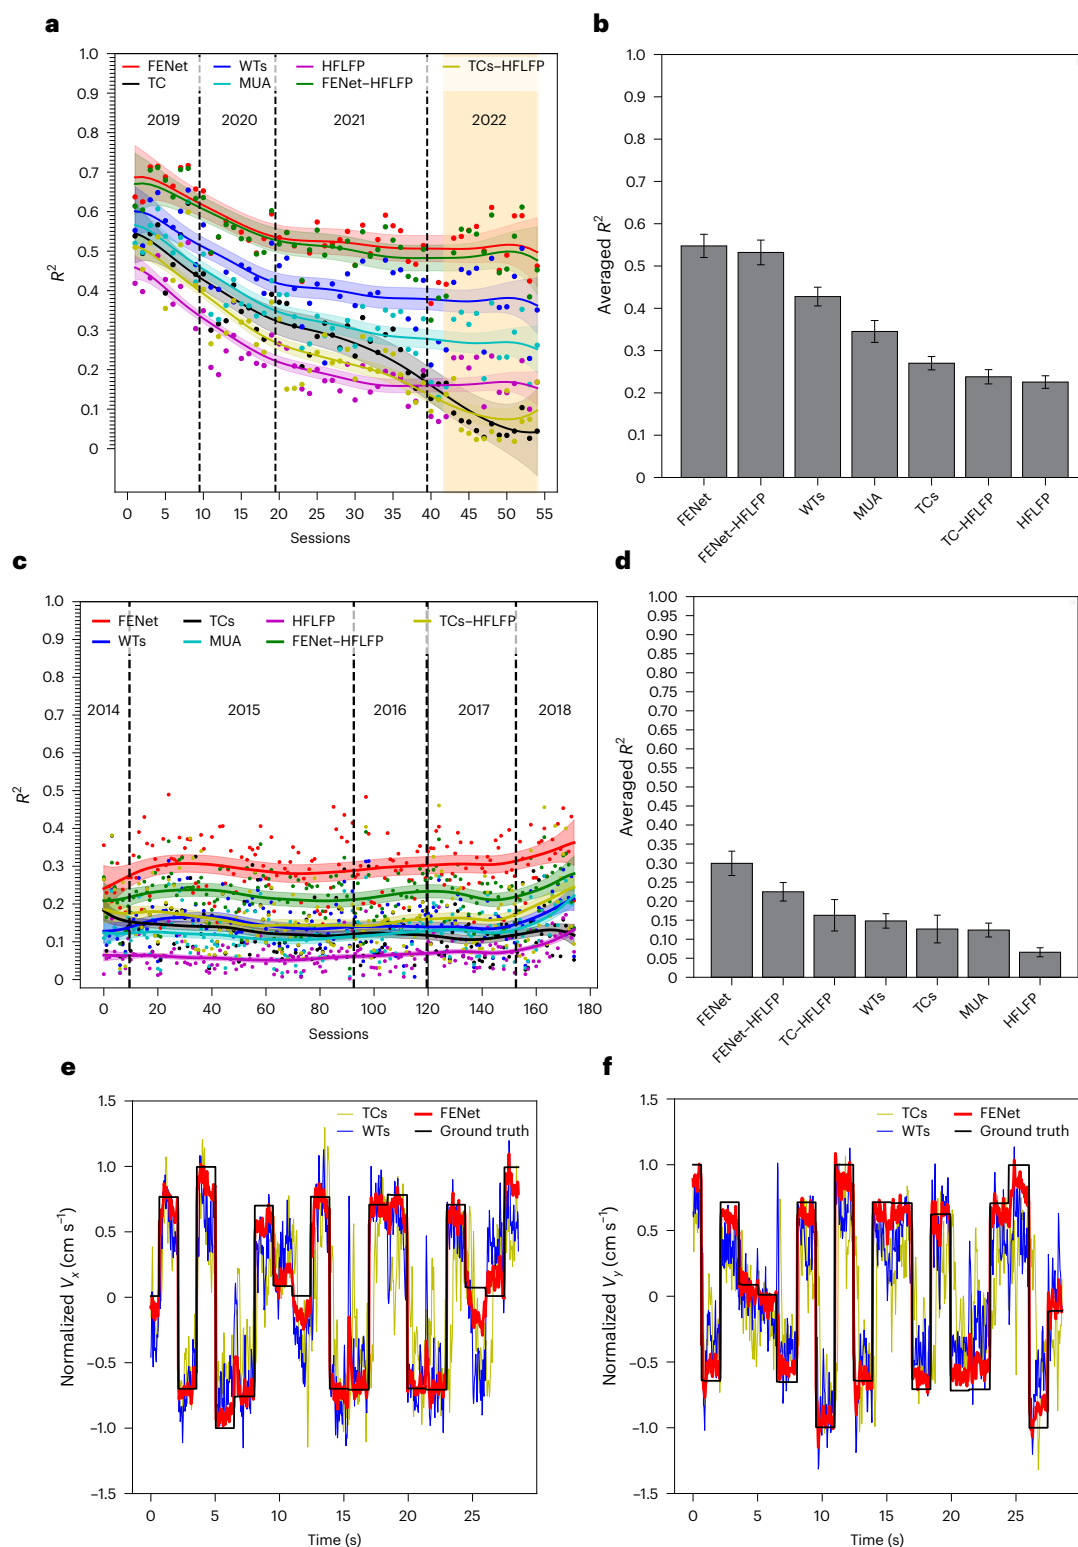 a
1.0
0.9
0.8
0.7
0.6
0.5
0.4
0.3
0.2
0.1
0
R²
FENet
TC
WTs
MUA
HFLFP
FENet–HFLFP
TCs–HFLFP
2019
2020
2021
2022
0 5 10 15 20 25 30 35 40 45 50 55
Sessions
b
1.0
0.9
0.8
0.7
0.6
0.5
0.4
0.3
0.2
0.1
0
Averaged R²
FENet
FENet–HFLFP
WTs
MUA
TCs
TC–HFLFP
HFLFP
c
1.0
0.9
0.8
0.7
0.6
0.5
0.4
0.3
0.2
0.1
0
R²
FENet
WTs
TCs
MUA
HFLFP
FENet–HFLFP
TCs–HFLFP
2014
2015
2016
2017
2018
0 20 40 60 80 100 120 140 160 180
Sessions
d
1.00
0.95
0.90
0.85
0.80
0.75
0.70
0.65
0.60
0.55
0.50
0.45
0.40
0.35
0.30
0.25
0.20
0.15
0.10
0.05
0
Averaged R²
FENet
FENet–HFLFP
TC–HFLFP
WTs
TCs
MUA
HFLFP
e
1.5
1.0
0.5
0
−0.5
−1.0
−1.5
Normalized Vₓ (cm s⁻¹)
TCs
WTs
FENet
Ground truth
0 5 10 15 20 25
Time (s)
f
1.5
1.0
0.5
0
−0.5
−1.0
−1.5
Normalized Vy (cm s⁻¹)
TCs
WTs
FENet
Ground truth
0 5 10 15 20 25
Time (s)